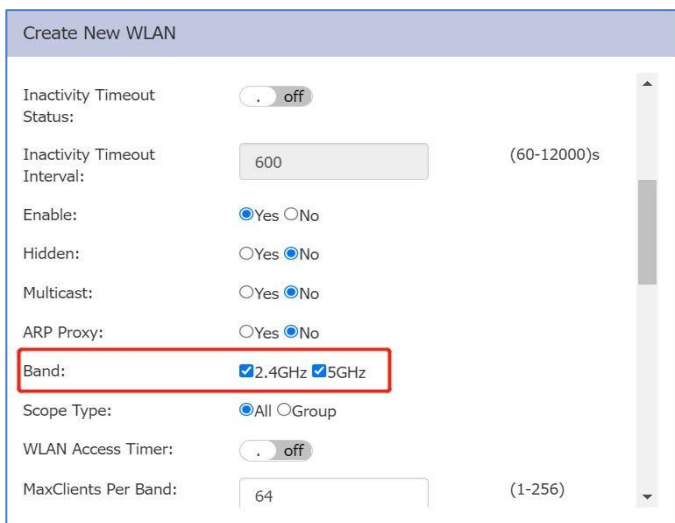 Create New WLAN
Inactivity Timeout Status: off
Inactivity Timeout Interval: 600 (60-12000)s
Enable: Yes No
Hidden: Yes No
Multicast: Yes No
ARP Proxy: Yes No
Band: 2.4GHz 5GHz
Scope Type: All Group
WLAN Access Timer: off
MaxClients Per Band: 64 (1-256)